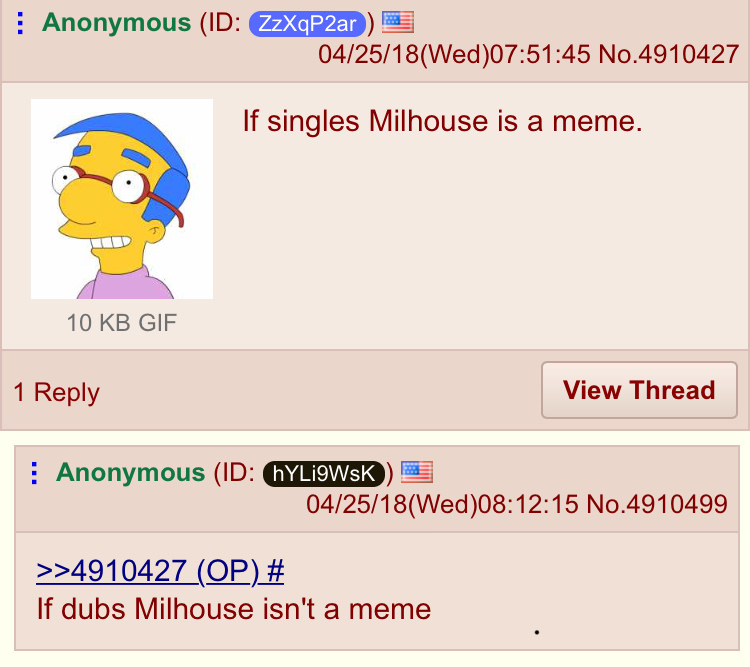 Anonymous (ID: ZzXqP2ar)
04/25/18(Wed)07:51:45 No.4910427
If singles Milhouse is a meme.
10 KB GIF
1 Reply
View Thread
Anonymous (ID: hYLi9WsK)
04/25/18(Wed)08:12:15 No.4910499
>>4910427 (OP) #
If dubs Milhouse isn't a meme